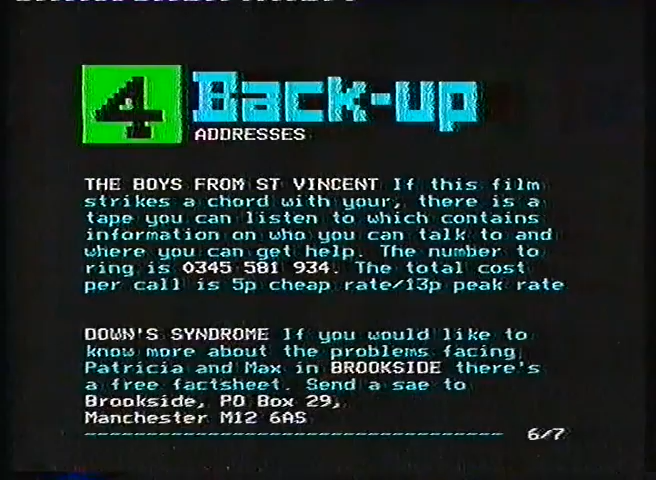 4 Back-up
ADDRESSES
THE BOYS FROM ST VINCENT If this film
strikes a chord with your, there is a
tape you can listen to which contains
information on who you can talk to and
where you can get help. The number to
ring is 0345 581 934. The total cost
per call is 5p cheap rate/13p peak rate
DOWN'S SYNDROME If you would like to
know more about the problems facing
Patricia and Max in BROOKSIDE there's
a free factsheet. Send a sae to
Brookside, PO Box 29,
Manchester M12 6AS
6/7